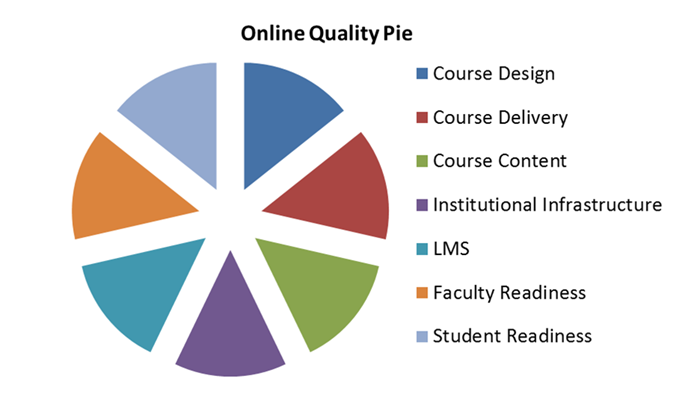 Online Quality Pie
Course Design
Course Delivery
Course Content
Institutional Infrastructure
LMS
Faculty Readiness
Student Readiness